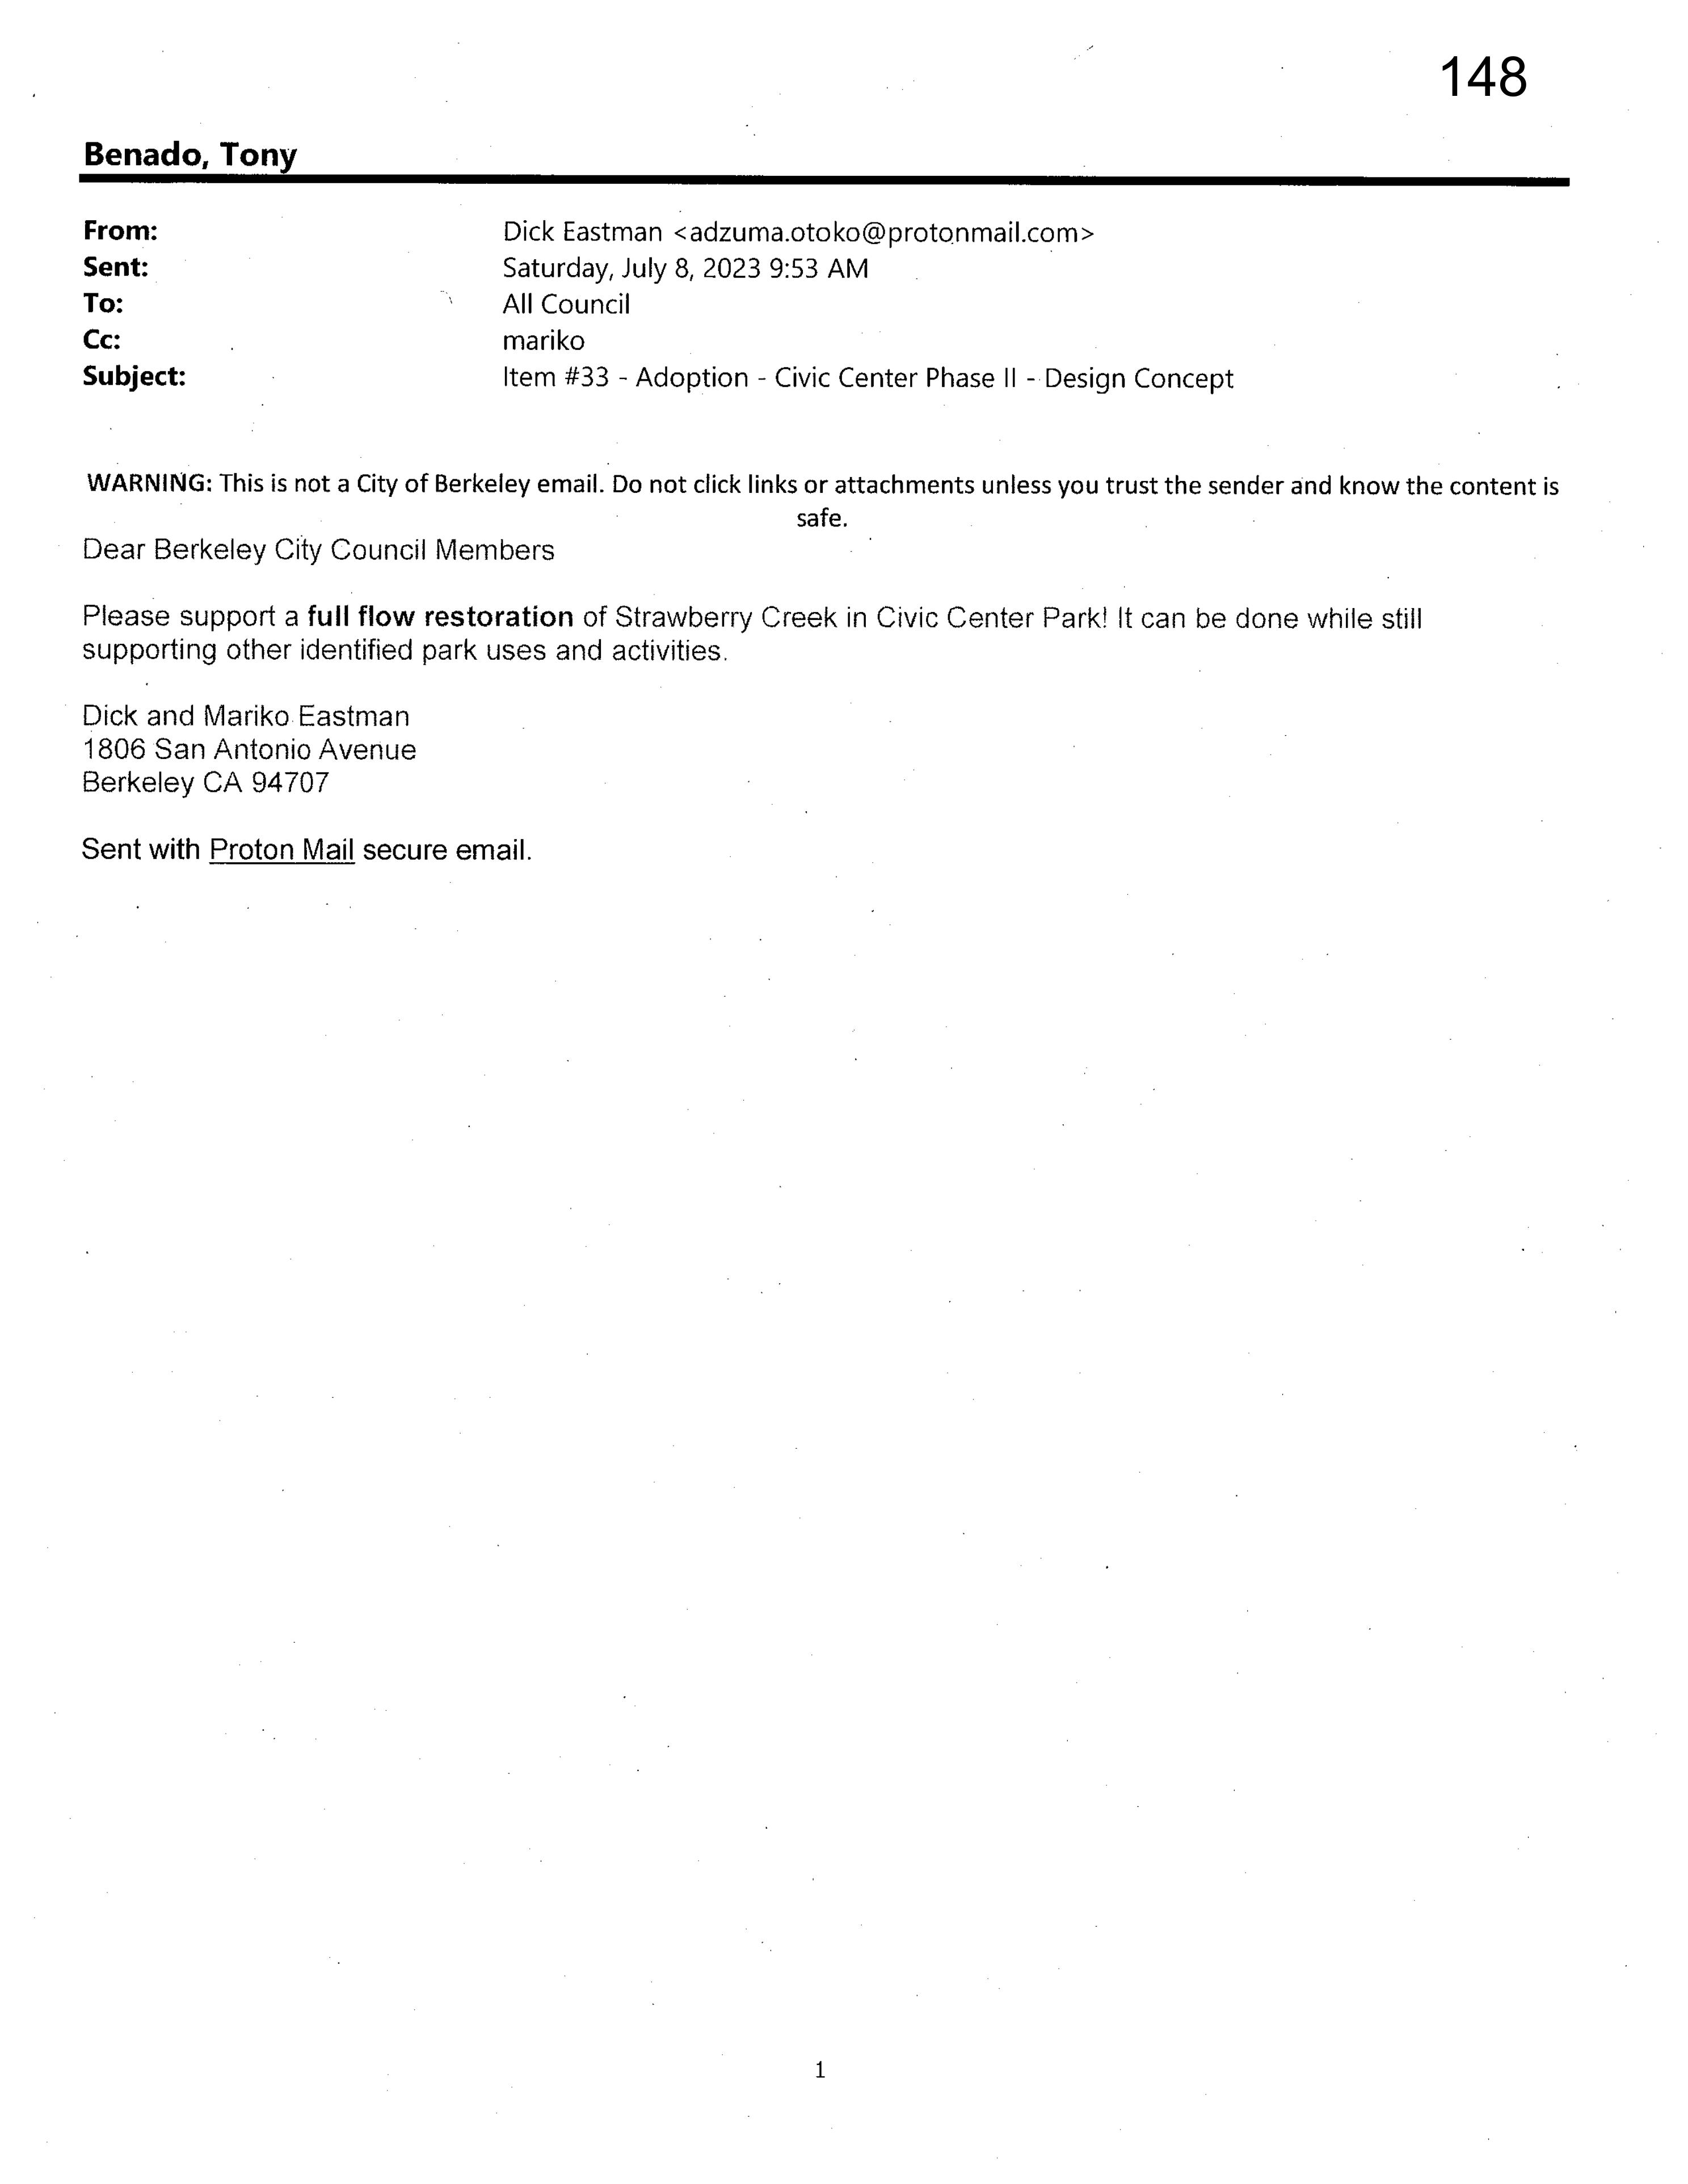 148
Benado, Tony
From: Dick Eastman <adzuma.otoko@protonmail.com>
Sent: Saturday, July 8, 2023 9:53 AM
To: All Council
Cc: mariko
Subject: Item #33 - Adoption - Civic Center Phase II - Design Concept
WARNING: This is not a City of Berkeley email. Do not click links or attachments unless you trust the sender and know the content is
safe.
Dear Berkeley City Council Members
Please support a full flow restoration of Strawberry Creek in Civic Center Park! It can be done while still
supporting other identified park uses and activities.
Dick and Mariko Eastman
1806 San Antonio Avenue
Berkeley CA 94707
Sent with Proton Mail secure email.
1